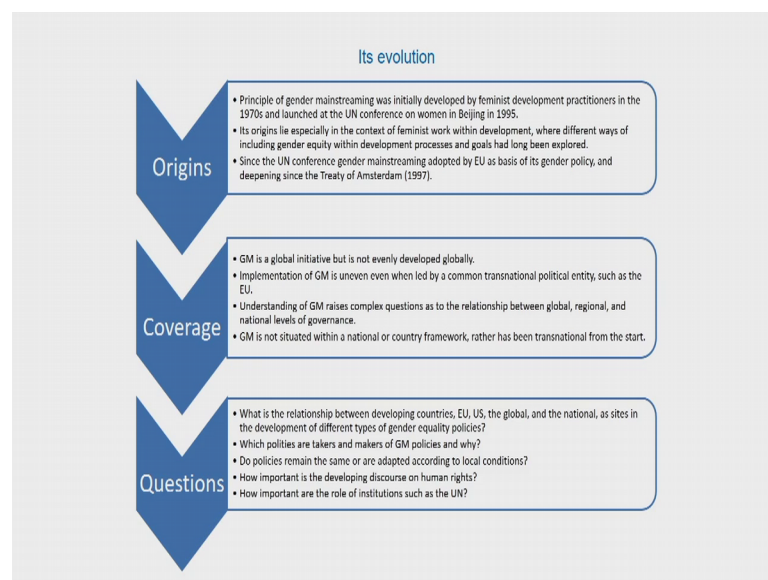 Its evolution
Origins
• Principle of gender mainstreaming was initially developed by feminist development practitioners in the
1970s and launched at the UN conference on women in Beijing in 1995.
• Its origins lie especially in the context of feminist work within development, where different ways of
including gender equity within development processes and goals had long been explored.
• Since the UN conference gender mainstreaming adopted by EU as basis of its gender policy, and
deepening since the Treaty of Amsterdam (1997).
Coverage
• GM is a global initiative but is not evenly developed globally.
• Implementation of GM is uneven even when led by a common transnational political entity, such as the
EU.
• Understanding of GM raises complex questions as to the relationship between global, regional, and
national levels of governance.
• GM is not situated within a national or country framework, rather has been transnational from the start.
Questions
• What is the relationship between developing countries, EU, US, the global, and the national, as sites in
the development of different types of gender equality policies?
• Which polities are takers and makers of GM policies and why?
• Do policies remain the same or are adapted according to local conditions?
• How important is the developing discourse on human rights?
• How important are the role of institutions such as the UN?